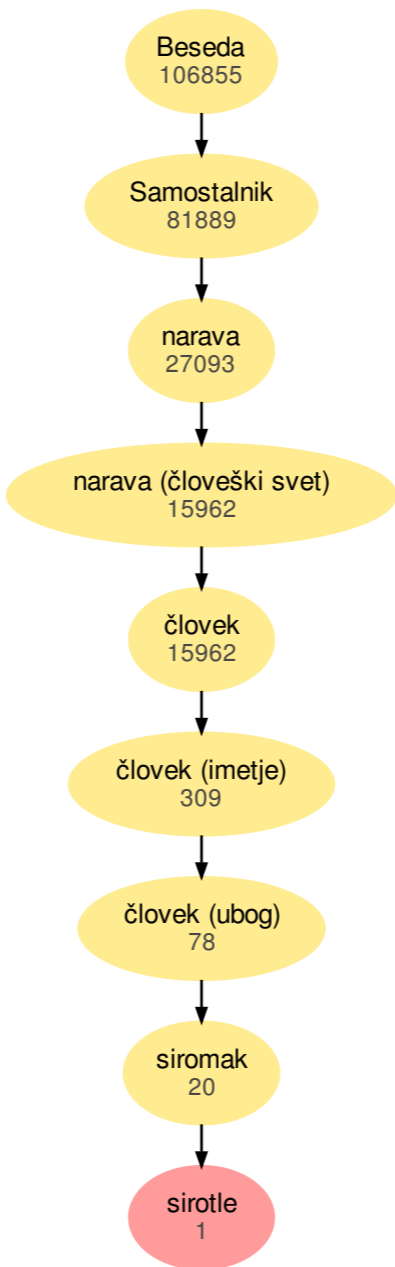 Beseda
106855
Samostalnik
81889
narava
27093
narava (človeški svet)
15962
človek
15962
človek (imetje)
309
človek (ubog)
78
siromak
20
sirotle
1